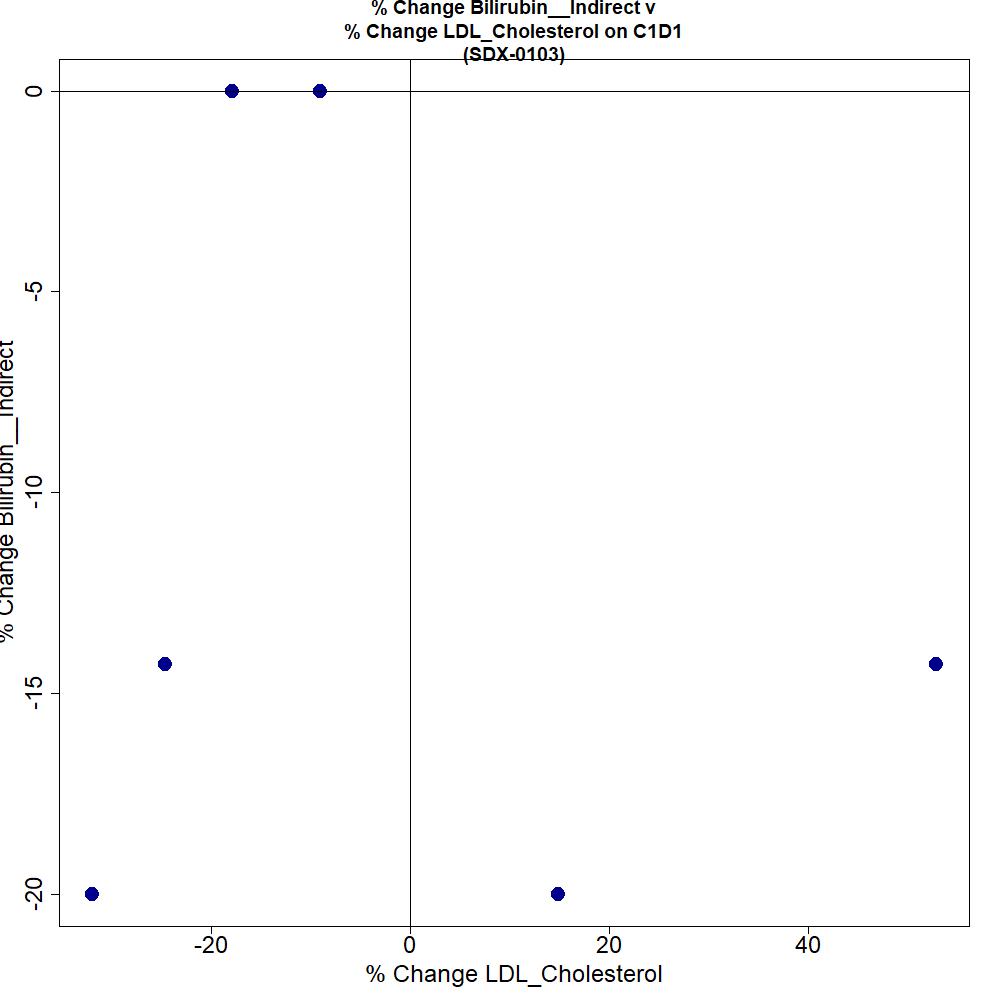 % Change Bilirubin__Indirect v
% Change LDL_Cholesterol on C1D1
(SDX-0103)
0
-5
-10
-15
-20
% Change Bilirubin__Indirect
-20
0
20
40
% Change LDL_Cholesterol